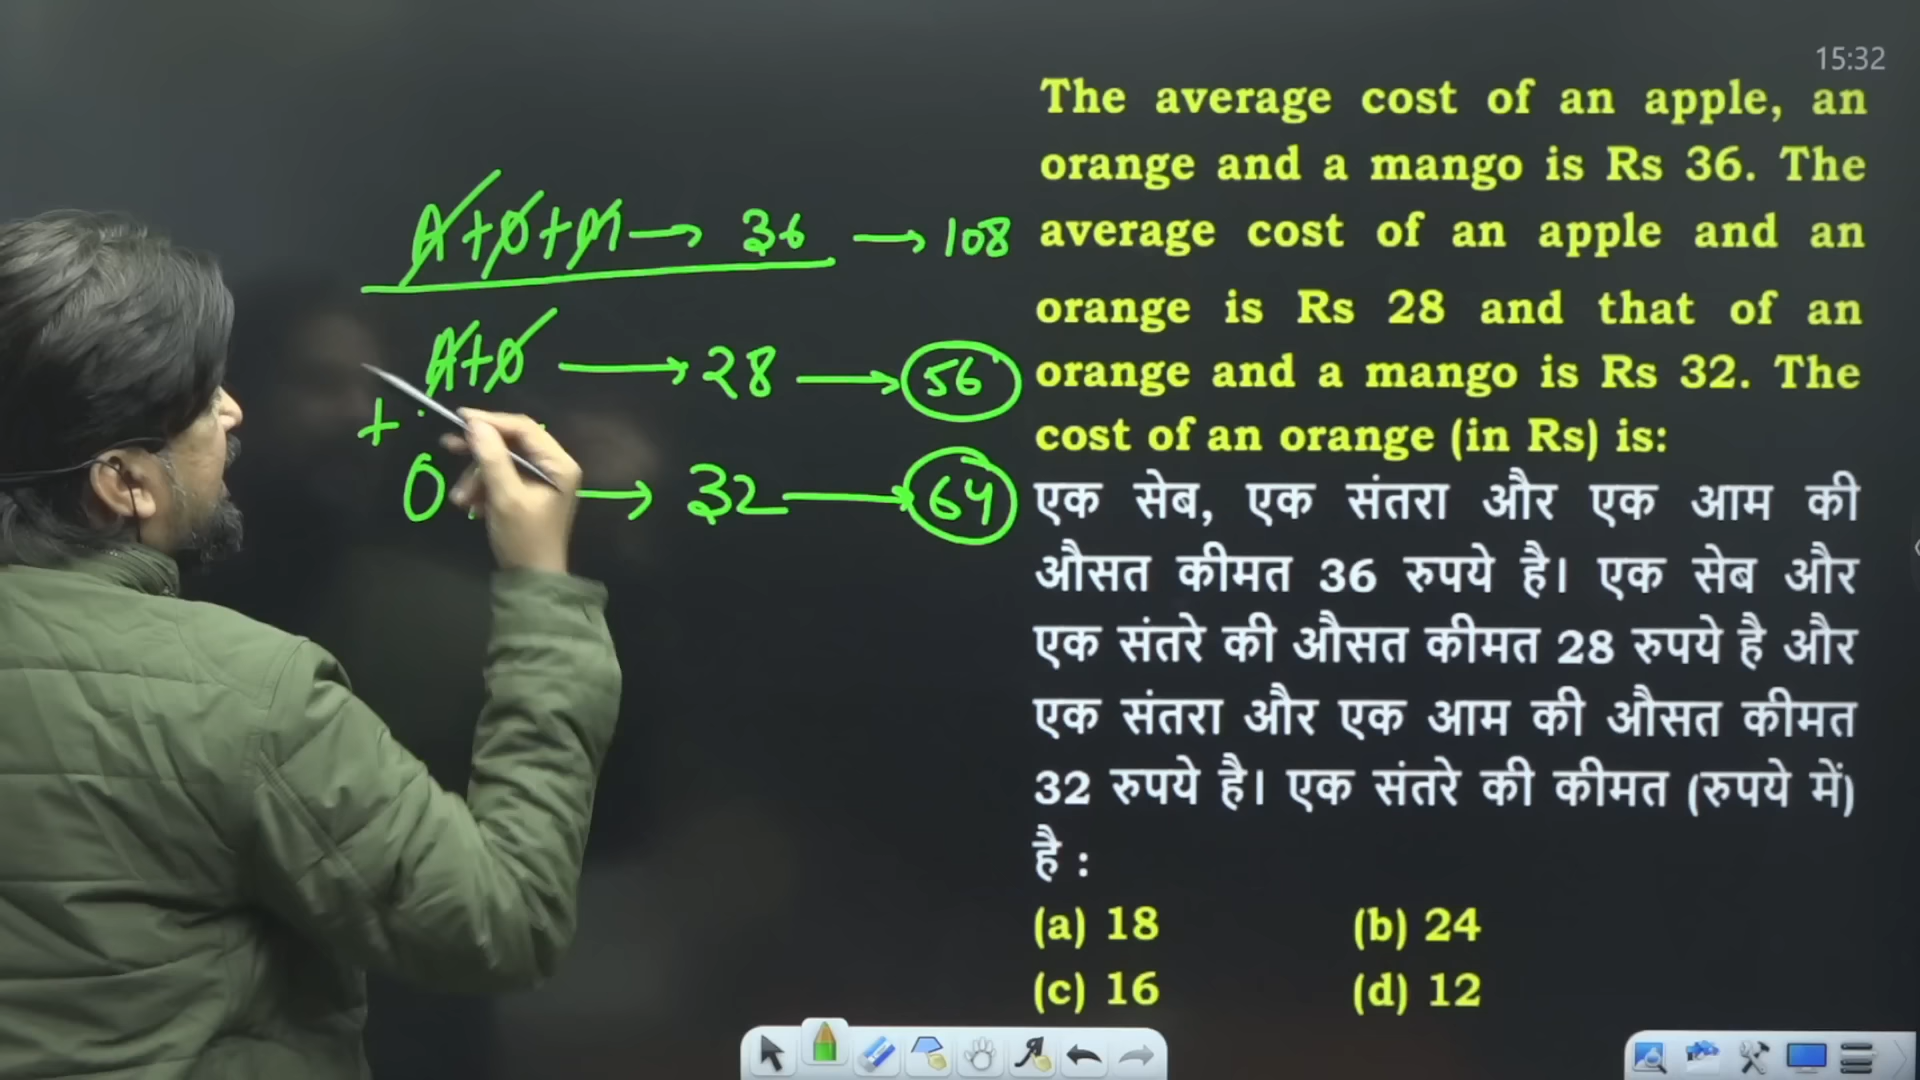 15:32
The average cost of an apple, an
orange and a mango is Rs 36. The
average cost of an apple and an
orange is Rs 28 and that of an
orange and a mango is Rs 32. The
cost of an orange (in Rs) is:
एक सेब, एक संतरा और एक आम की
औसत कीमत 36 रुपये है। एक सेब और
एक संतरे की औसत कीमत 28 रुपये है और
एक संतरा और एक आम की औसत कीमत
32 रुपये है। एक संतरे की कीमत (रुपये में)
है :
(a) 18 (b) 24
(c) 16 (d) 12
A+O+M → 36 → 108
A+O → 28 → 56
+
O → 32 → 64